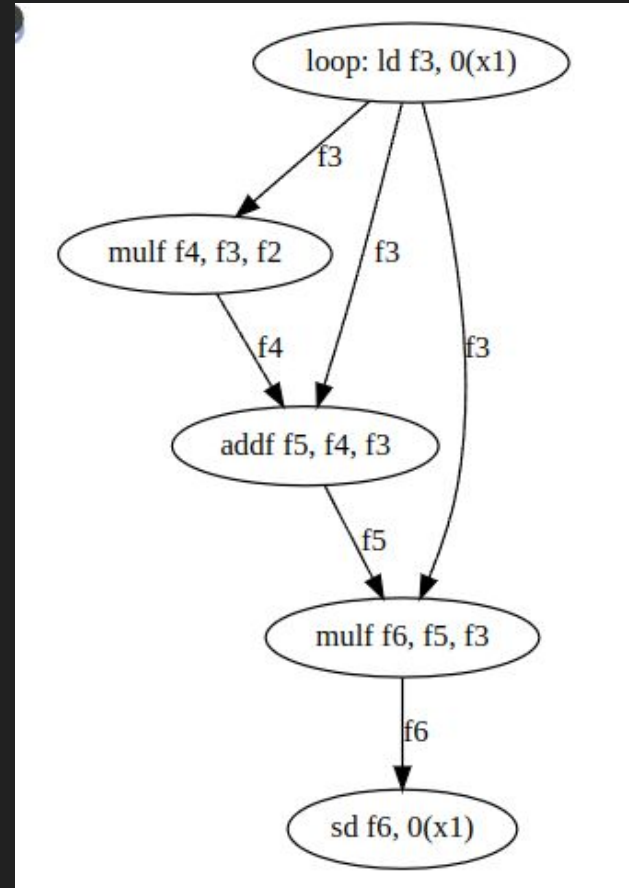 loop: ld f3, 0(x1)
f3
mulf f4, f3, f2
f3
f4
f3
addf f5, f4, f3
f5
mulf f6, f5, f3
f6
sd f6, 0(x1)